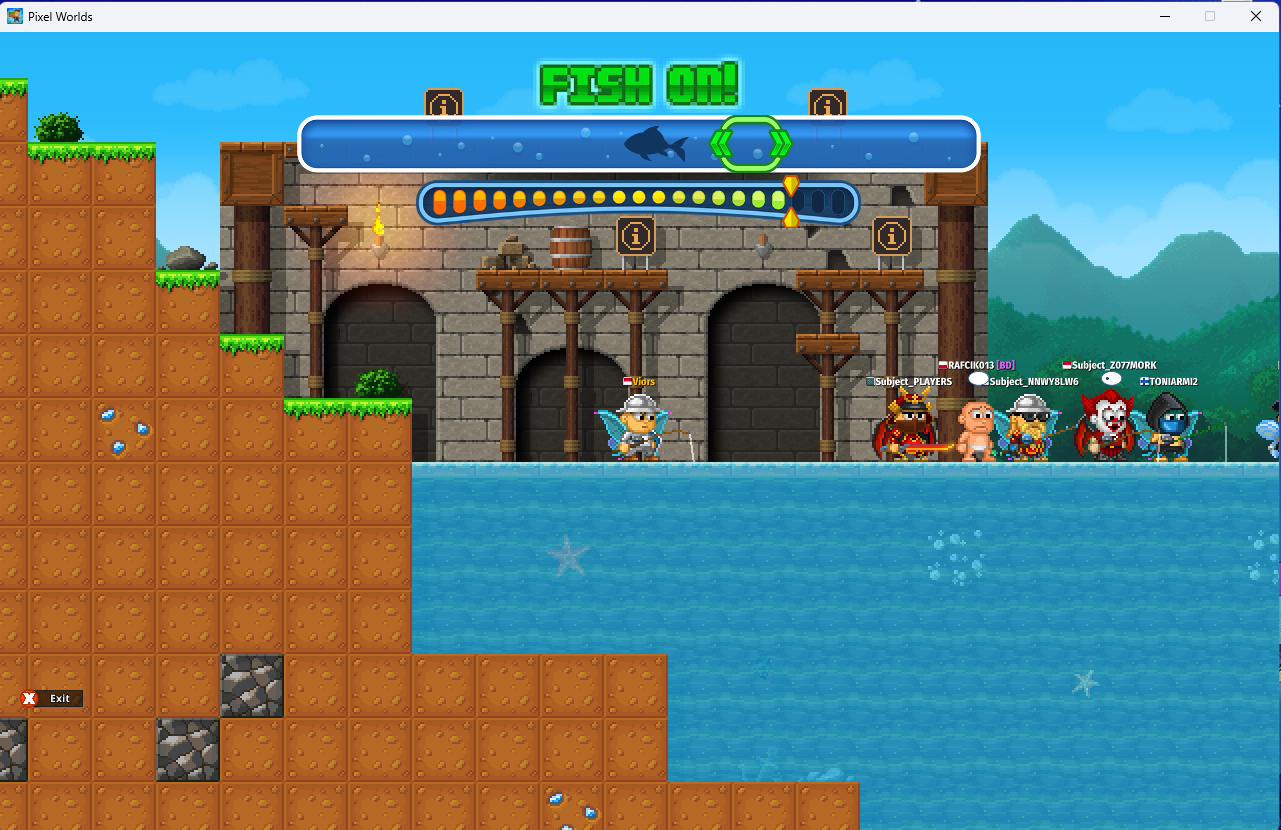 Pixel Worlds
FISH ON!
RAFCIK013 [BD]
Subject_Z077MORK
Viors
Subject_PLAYERS
Subject_NNWY8LW6
TONIARMI2
Exit